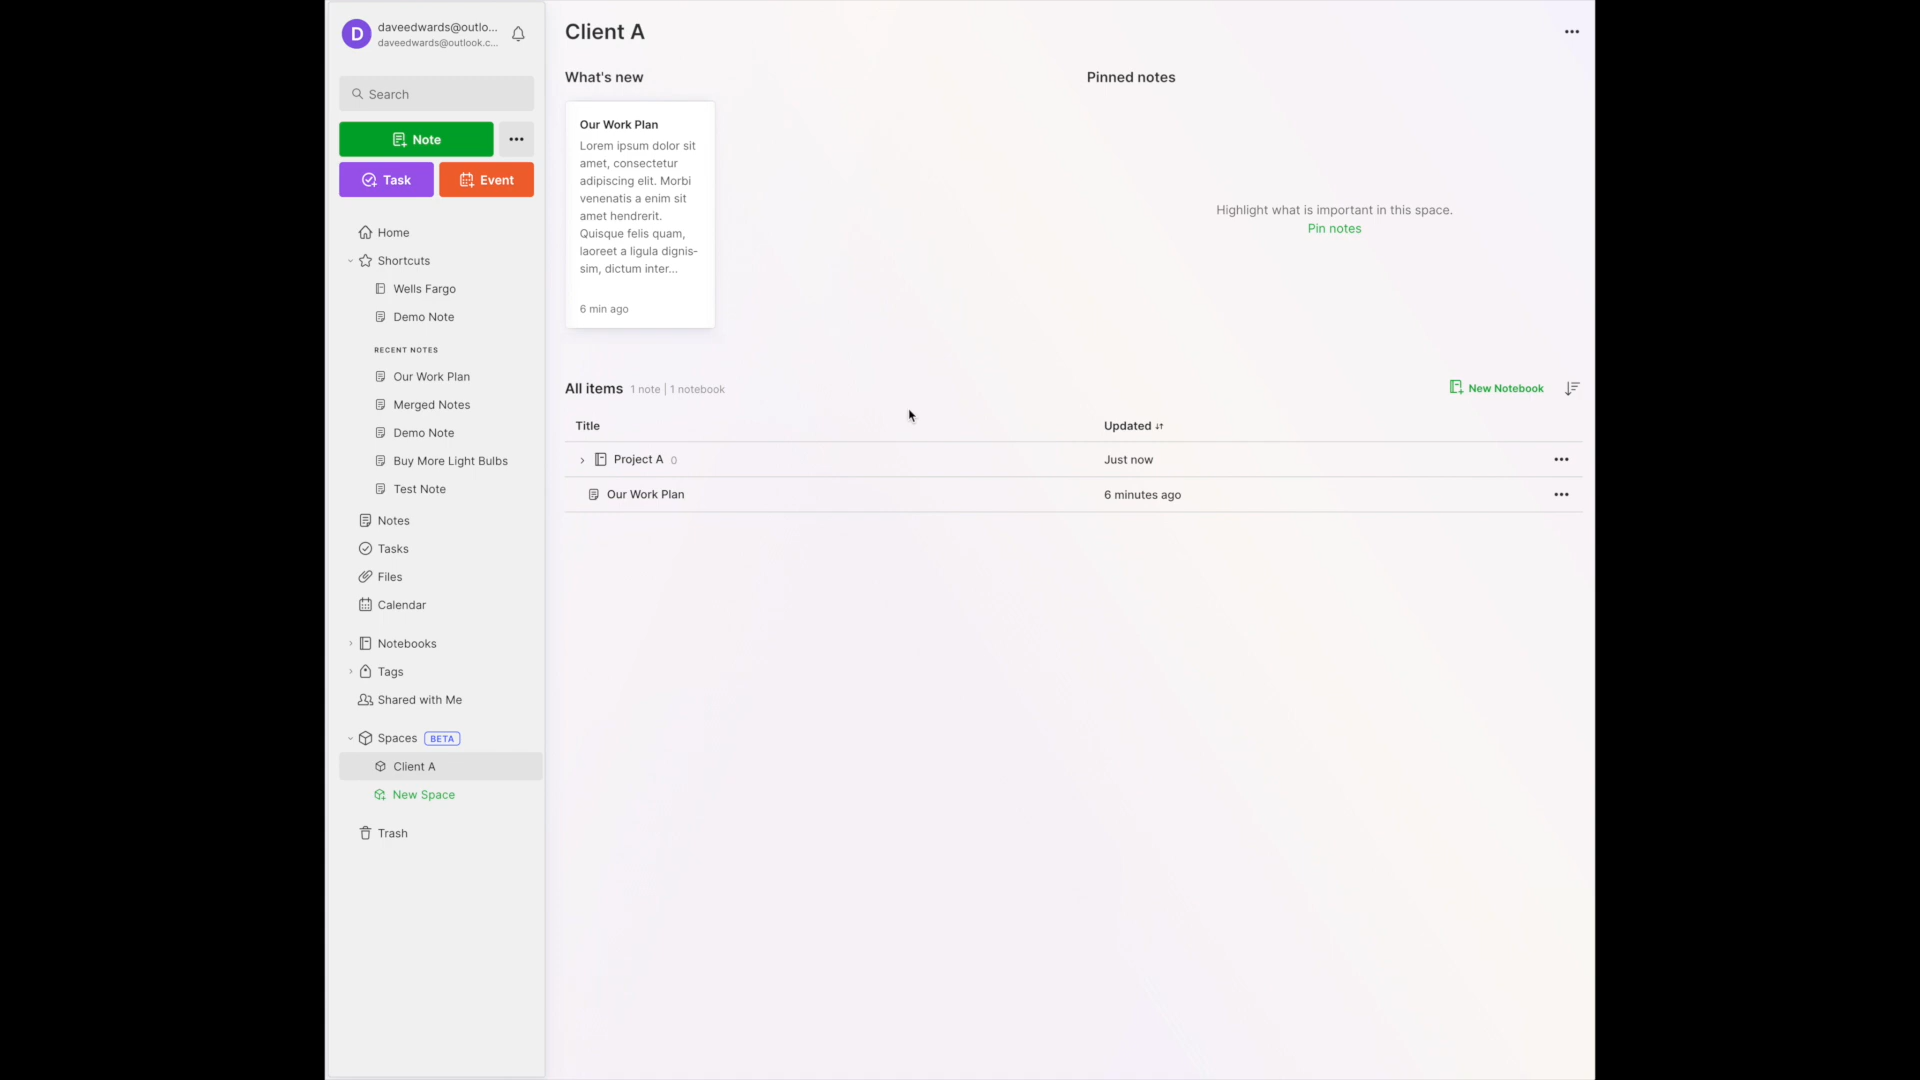 D
daveedwards@outlo...
daveedwards@outlook.c...
Search
Note
Task
Event
Home
Shortcuts
Wells Fargo
Demo Note
RECENT NOTES
Our Work Plan
Merged Notes
Demo Note
Buy More Light Bulbs
Test Note
Notes
Tasks
Files
Calendar
Notebooks
Tags
Shared with Me
Spaces BETA
Client A
New Space
Trash
Client A
What's new
Our Work Plan
Lorem ipsum dolor sit
amet, consectetur
adipiscing elit. Morbi
venenatis a enim sit
amet hendrerit.
Quisque felis quam,
laoreet a ligula dignis-
sim, dictum inter...
6 min ago
Pinned notes
Highlight what is important in this space.
Pin notes
All items 1 note | 1 notebook
New Notebook
Title Updated
Project A 0 Just now
Our Work Plan 6 minutes ago